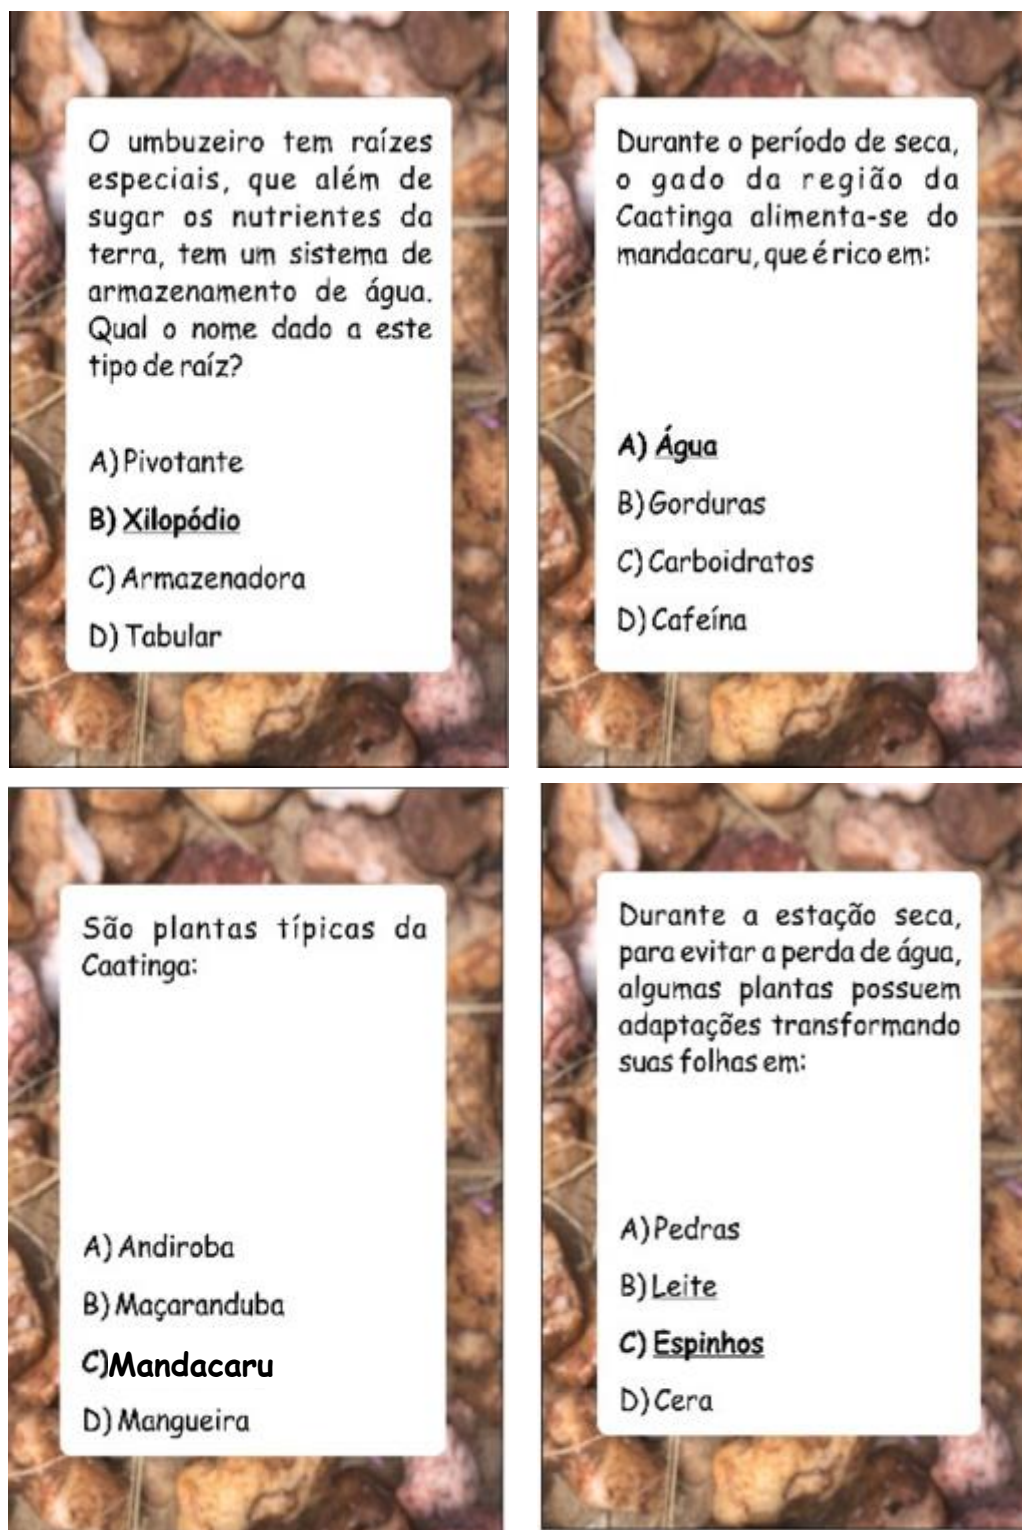 O umbuzeiro tem raízes
especiais, que além de
sugar os nutrientes da
terra, tem um sistema de
armazenamento de água.
Qual o nome dado a este
tipo de raíz?
A) Pivotante
B) Xilopódio
C) Armazenadora
D) Tabular
Durante o período de seca,
o gado da região da
Caatinga alimenta-se do
mandacaru, que é rico em:
A) Água
B) Gorduras
C) Carboidratos
D) Cafeína
São plantas típicas da
Caatinga:
A) Andiroba
B) Maçaranduba
C)Mandacaru
D) Mangueira
Durante a estação seca,
para evitar a perda de água,
algumas plantas possuem
adaptações transformando
suas folhas em:
A) Pedras
B) Leite
C) Espinhos
D) Cera